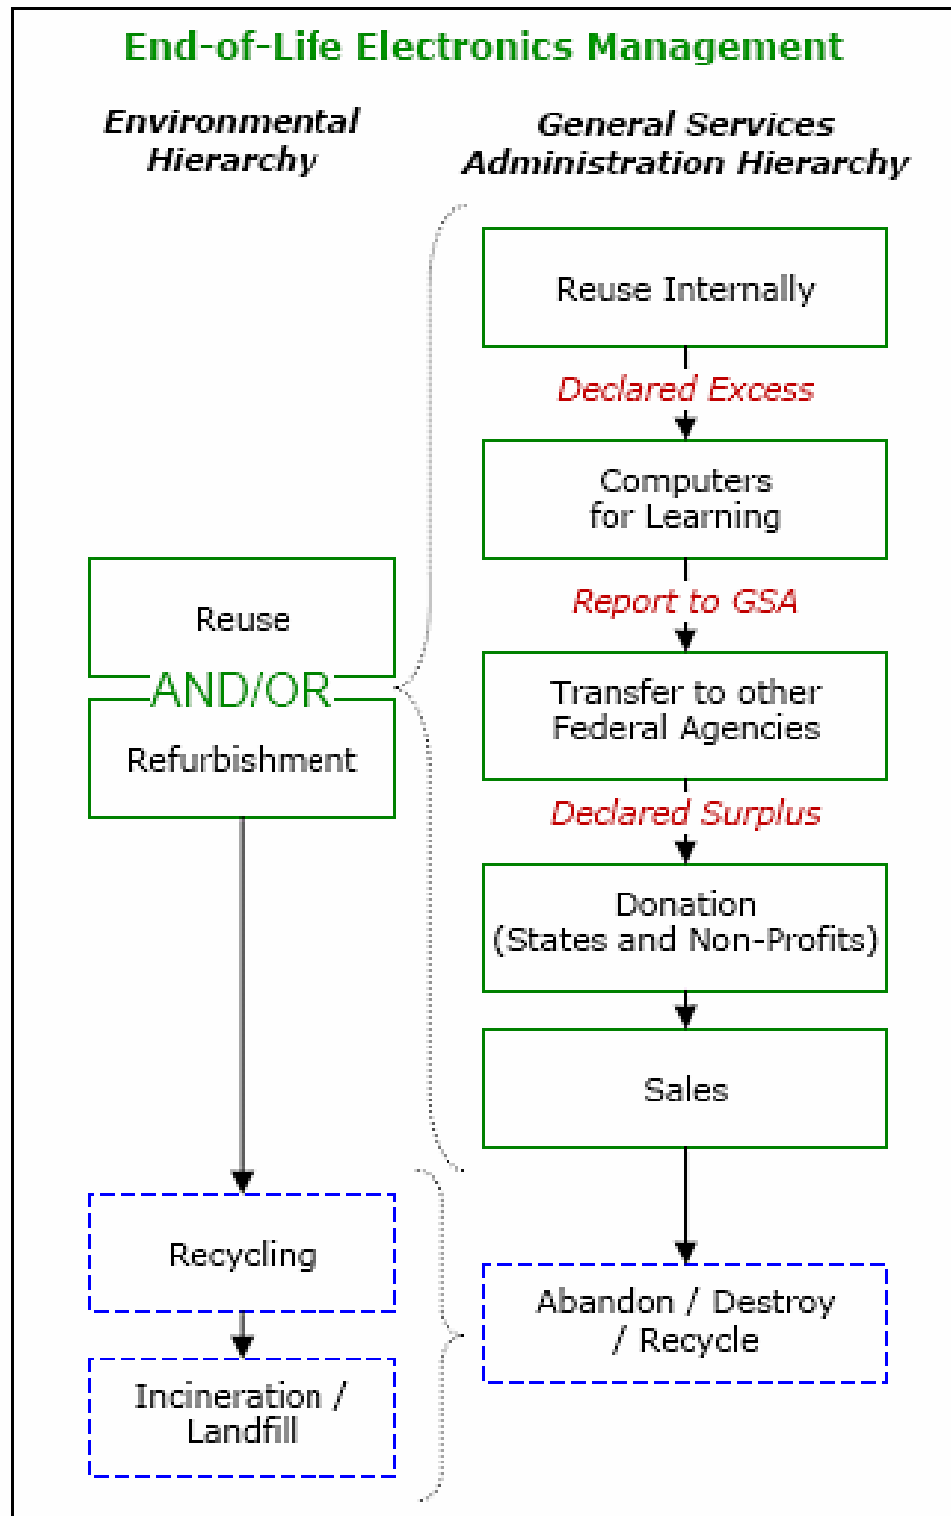 End-of-Life Electronics Management
Environmental
Hierarchy
General Services
Administration Hierarchy
Reuse
AND/OR
Refurbishment
Recycling
Incineration /
Landfill
Reuse Internally
Declared Excess
Computers
for Learning
Report to GSA
Transfer to other
Federal Agencies
Declared Surplus
Donation
(States and Non-Profits)
Sales
Abandon / Destroy
/ Recycle